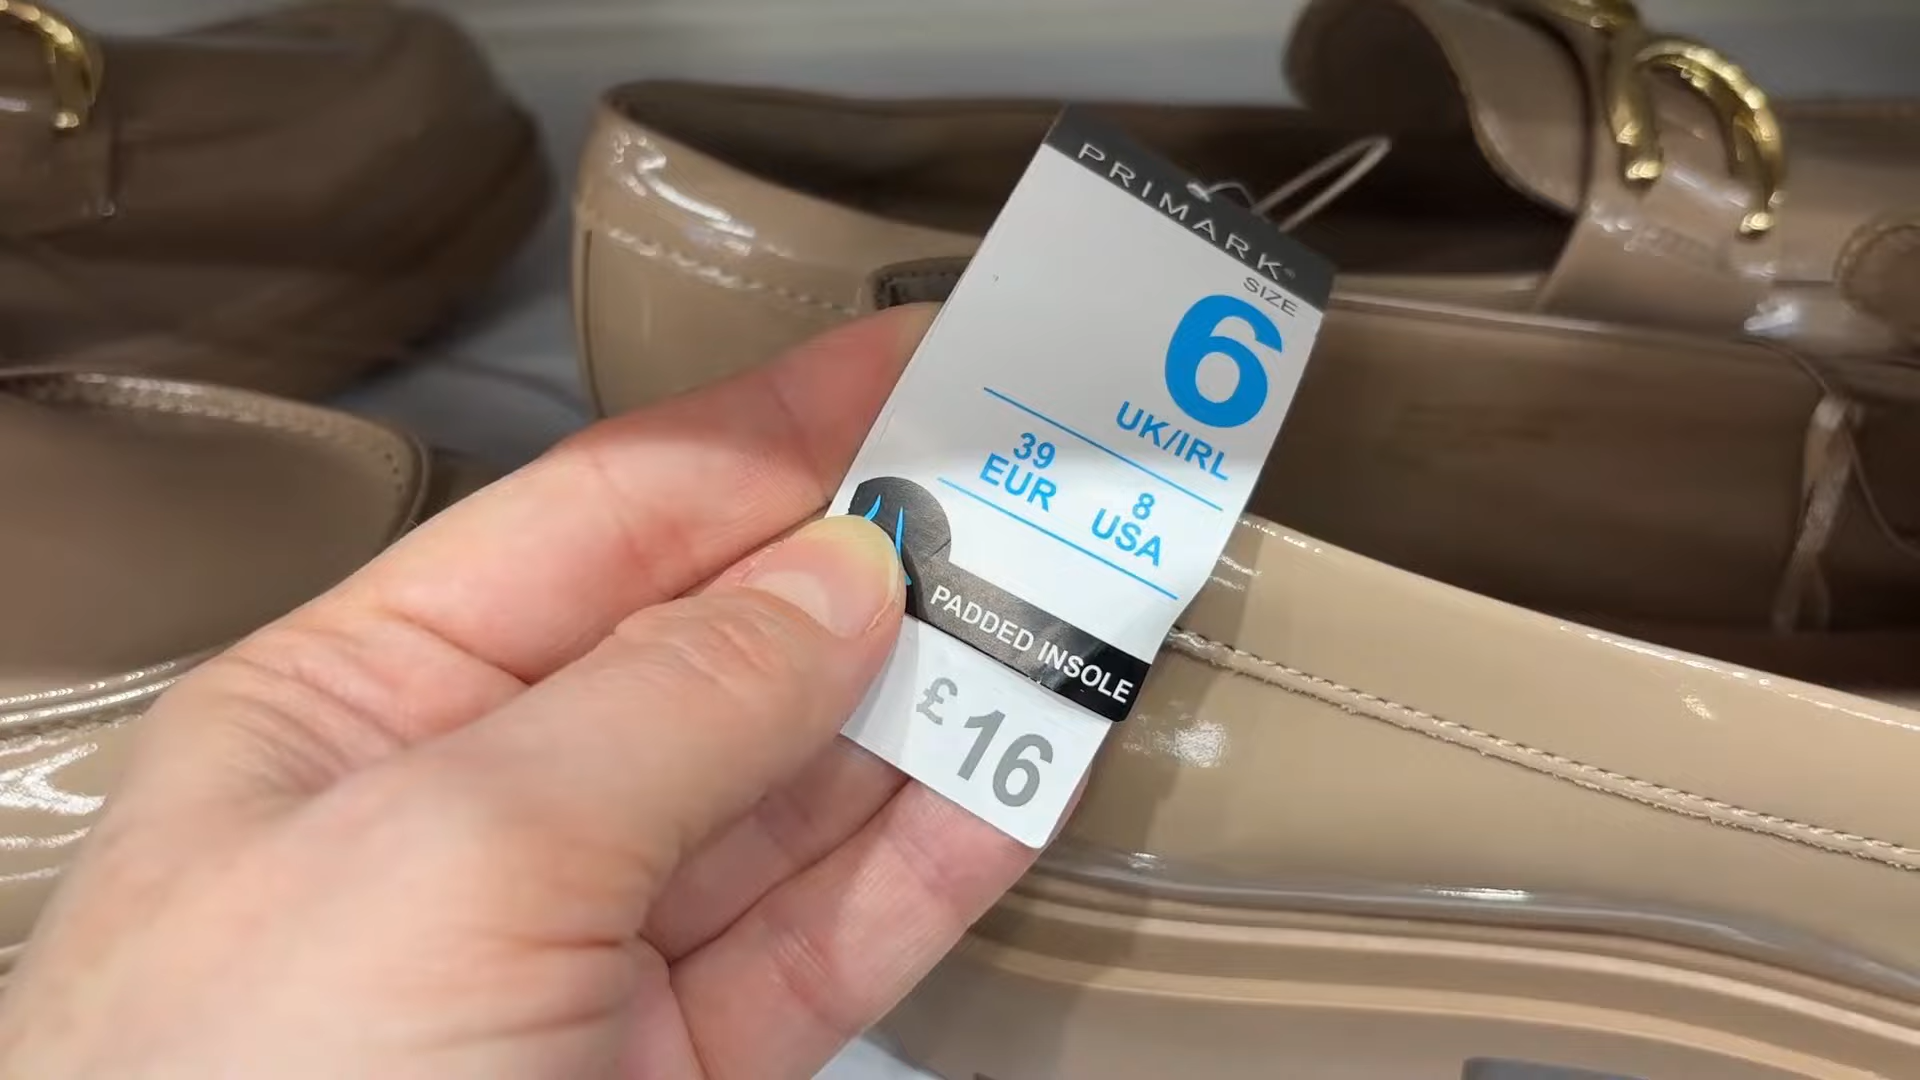 PRIMARK®
SIZE
6
UK/IRL
39
EUR
8
USA
PADDED INSOLE
£16